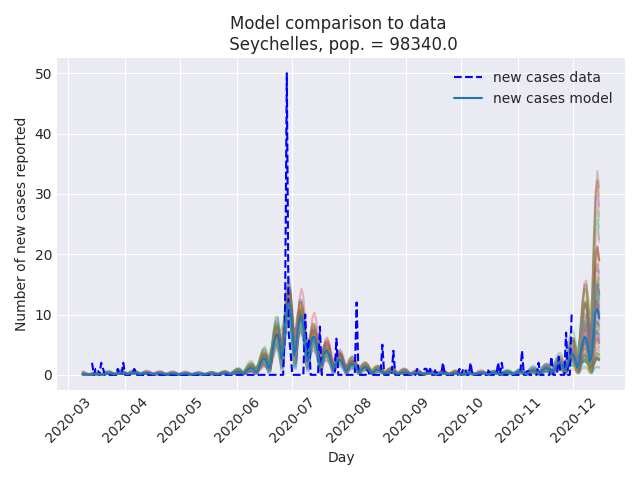 Model comparison to data
Seychelles, pop. = 98340.0
new cases data
new cases model
Number of new cases reported
50
40
30
20
10
0
2020-03
2020-04
2020-05
2020-06
2020-07
2020-08
2020-09
2020-10
2020-11
2020-12
Day